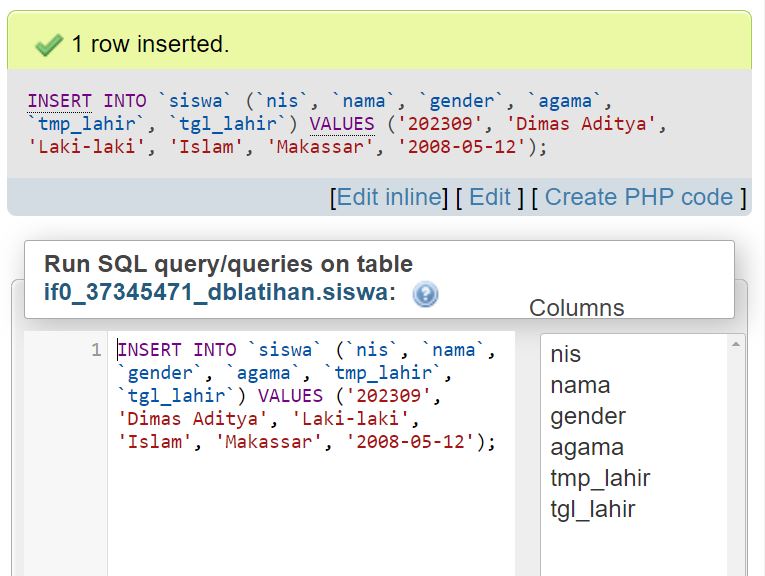 1 row inserted.
INSERT INTO `siswa` (`nis`, `nama`, `gender`, `agama`,
`tmp_lahir`, `tgl_lahir`) VALUES ('202309', 'Dimas Aditya',
'Laki-laki', 'Islam', 'Makassar', '2008-05-12');
[Edit inline] [ Edit ] [ Create PHP code ]
Run SQL query/queries on table
if0_37345471_dblatihan.siswa:
Columns
1
INSERT INTO `siswa` (`nis`, `nama`,
`gender`, `agama`, `tmp_lahir`,
`tgl_lahir`) VALUES ('202309',
'Dimas Aditya', 'Laki-laki',
'Islam', 'Makassar', '2008-05-12');
nis
nama
gender
agama
tmp_lahir
tgl_lahir